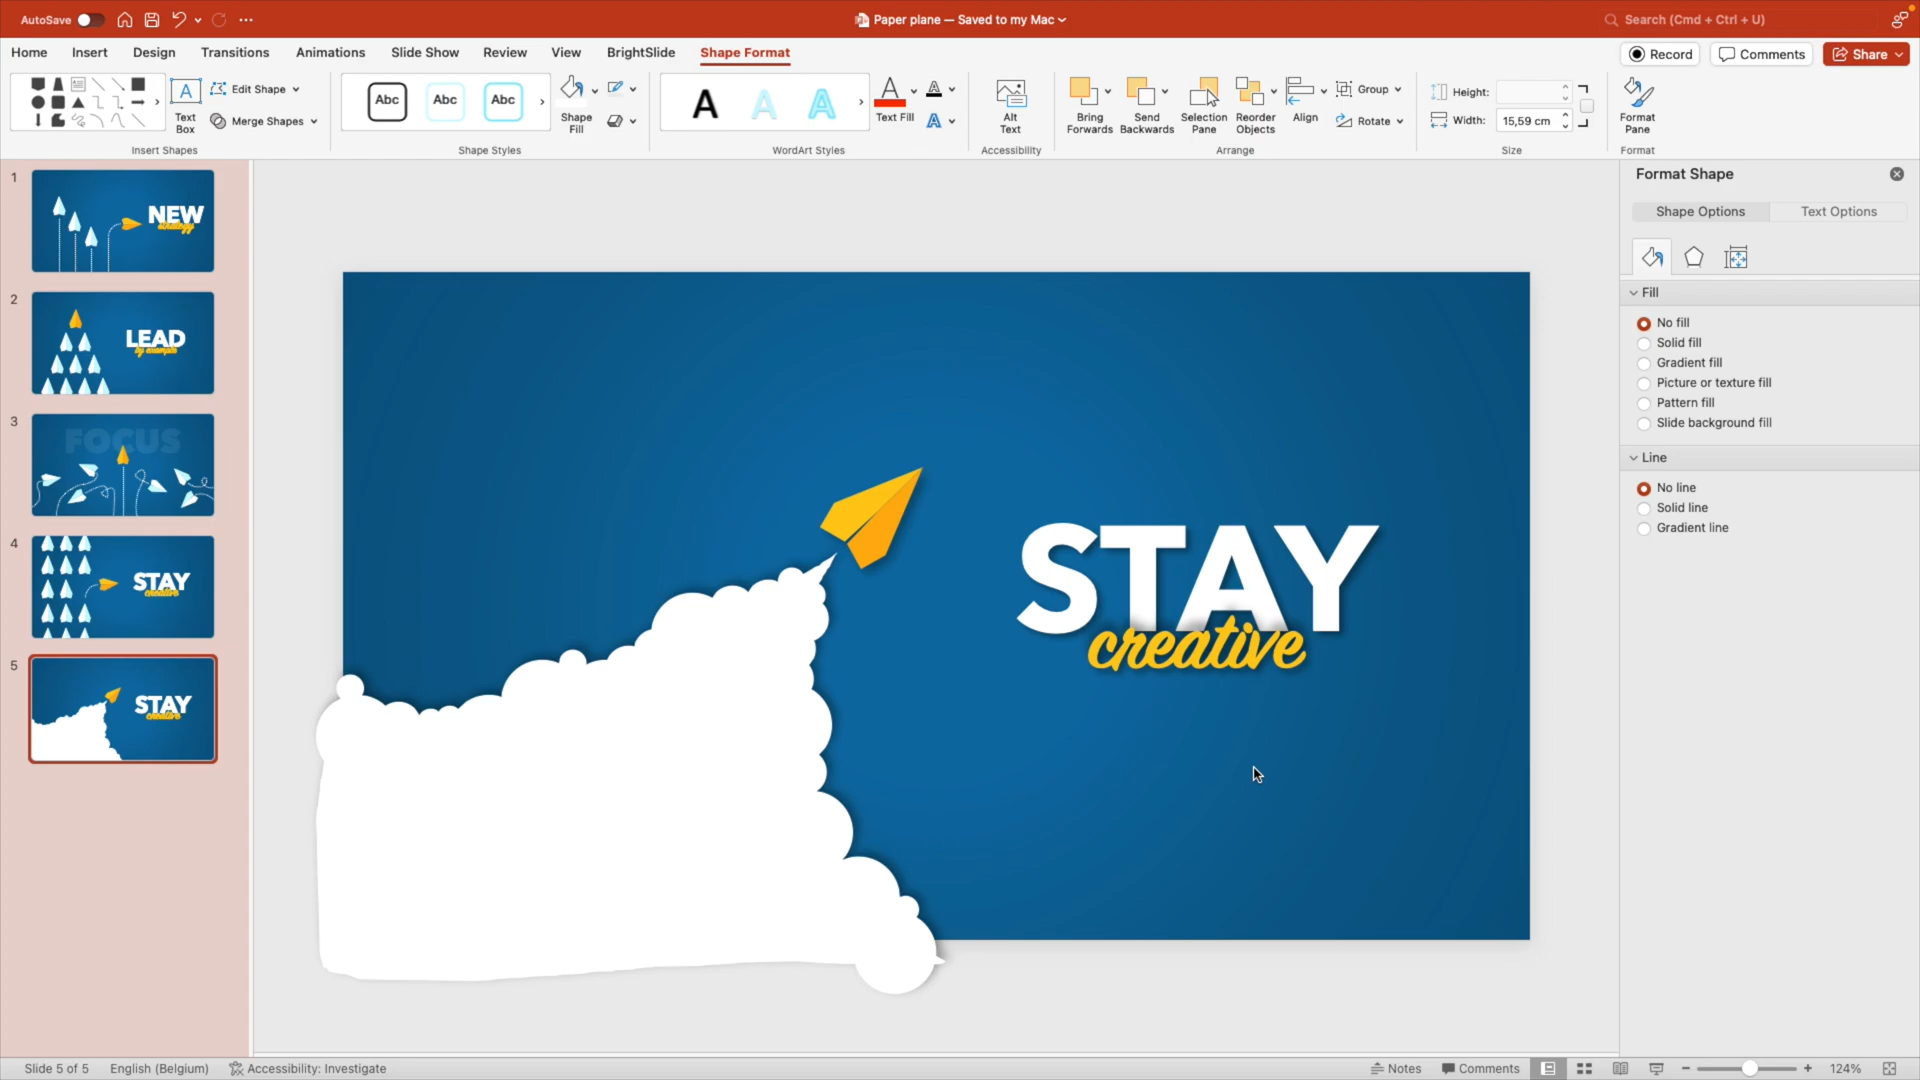 AutoSave
Paper plane — Saved to my Mac
Search (Cmd + Ctrl + U)
Home Insert Design Transitions Animations Slide Show Review View BrightSlide Shape Format
Record Comments Share
Text Box
Edit Shape
Merge Shapes
Insert Shapes
Abc Abc Abc
Shape Fill
Shape Styles
A A A
Text Fill
WordArt Styles
Alt Text
Accessibility
Bring Forwards
Send Backwards
Selection Pane
Reorder Objects
Align
Group
Rotate
Arrange
Height:
Width: 15,59 cm
Size
Format Pane
Format
1
NEW
strategy
2
LEAD
by example
3
FOCUS
4
STAY
creative
5
STAY
creative
STAY
creative
Format Shape
Shape Options Text Options
Fill
No fill
Solid fill
Gradient fill
Picture or texture fill
Pattern fill
Slide background fill
Line
No line
Solid line
Gradient line
Slide 5 of 5 English (Belgium) Accessibility: Investigate
Notes Comments 124%